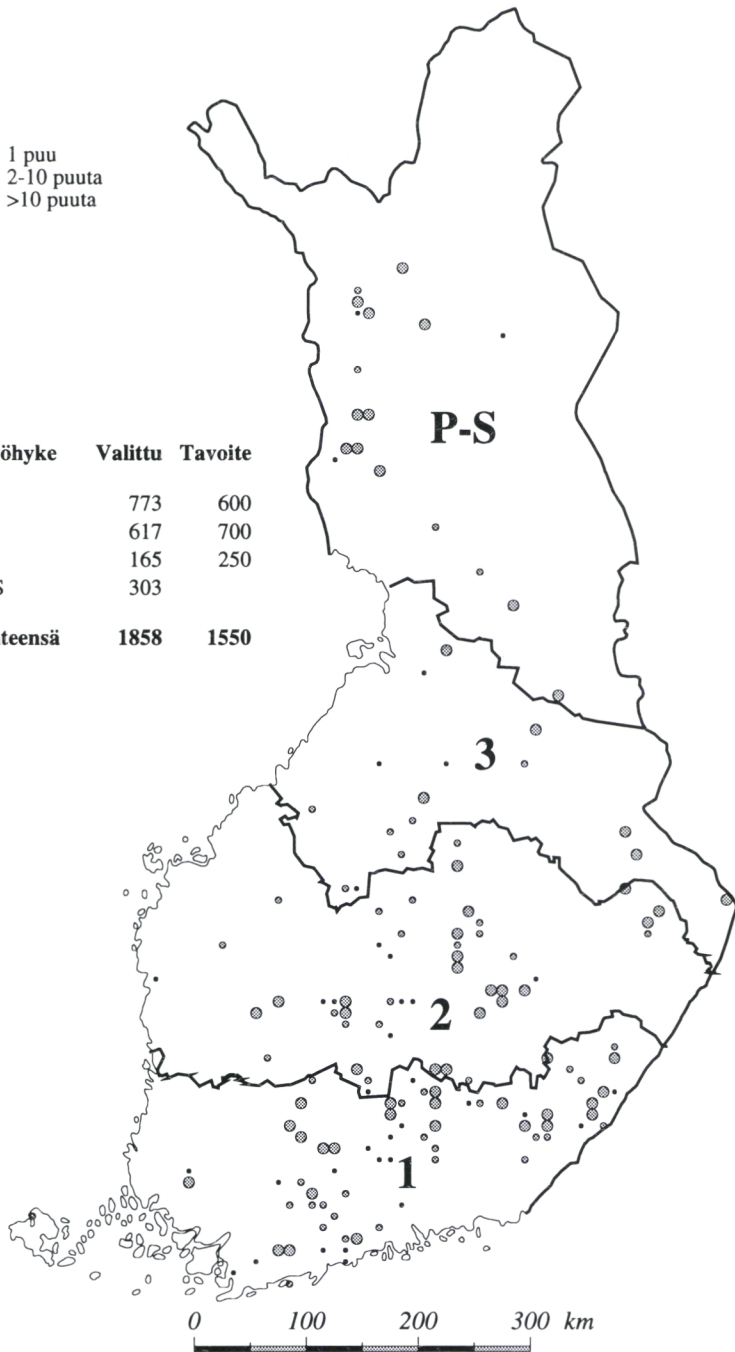 1 puu
2-10 puuta
>10 puuta
P-S
öhyke Valittu Tavoite
773 600
617 700
165 250
S 303
teensä 1858 1550
3
2
1
0 100 200 300 km